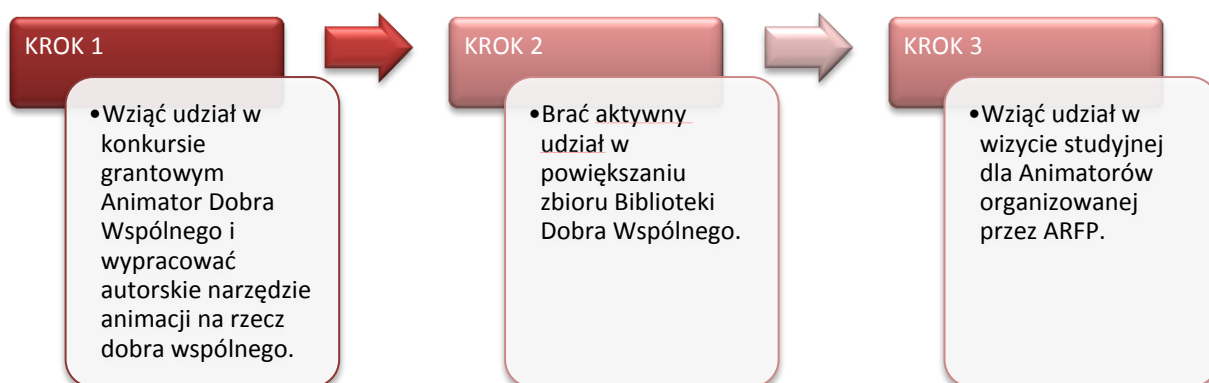 KROK 1
•Wziąć udział w
konkursie
grantowym
Animator Dobra
Wspólnego i
wypracować
autorskie narzędzie
animacji na rzecz
dobra wspólnego.
KROK 2
•Brać aktywny
udział w
powiększaniu
zbioru Biblioteki
Dobra Wspólnego.
KROK 3
•Wziąć udział w
wizycie studyjnej
dla Animatorów
organizowanej
przez ARFP.